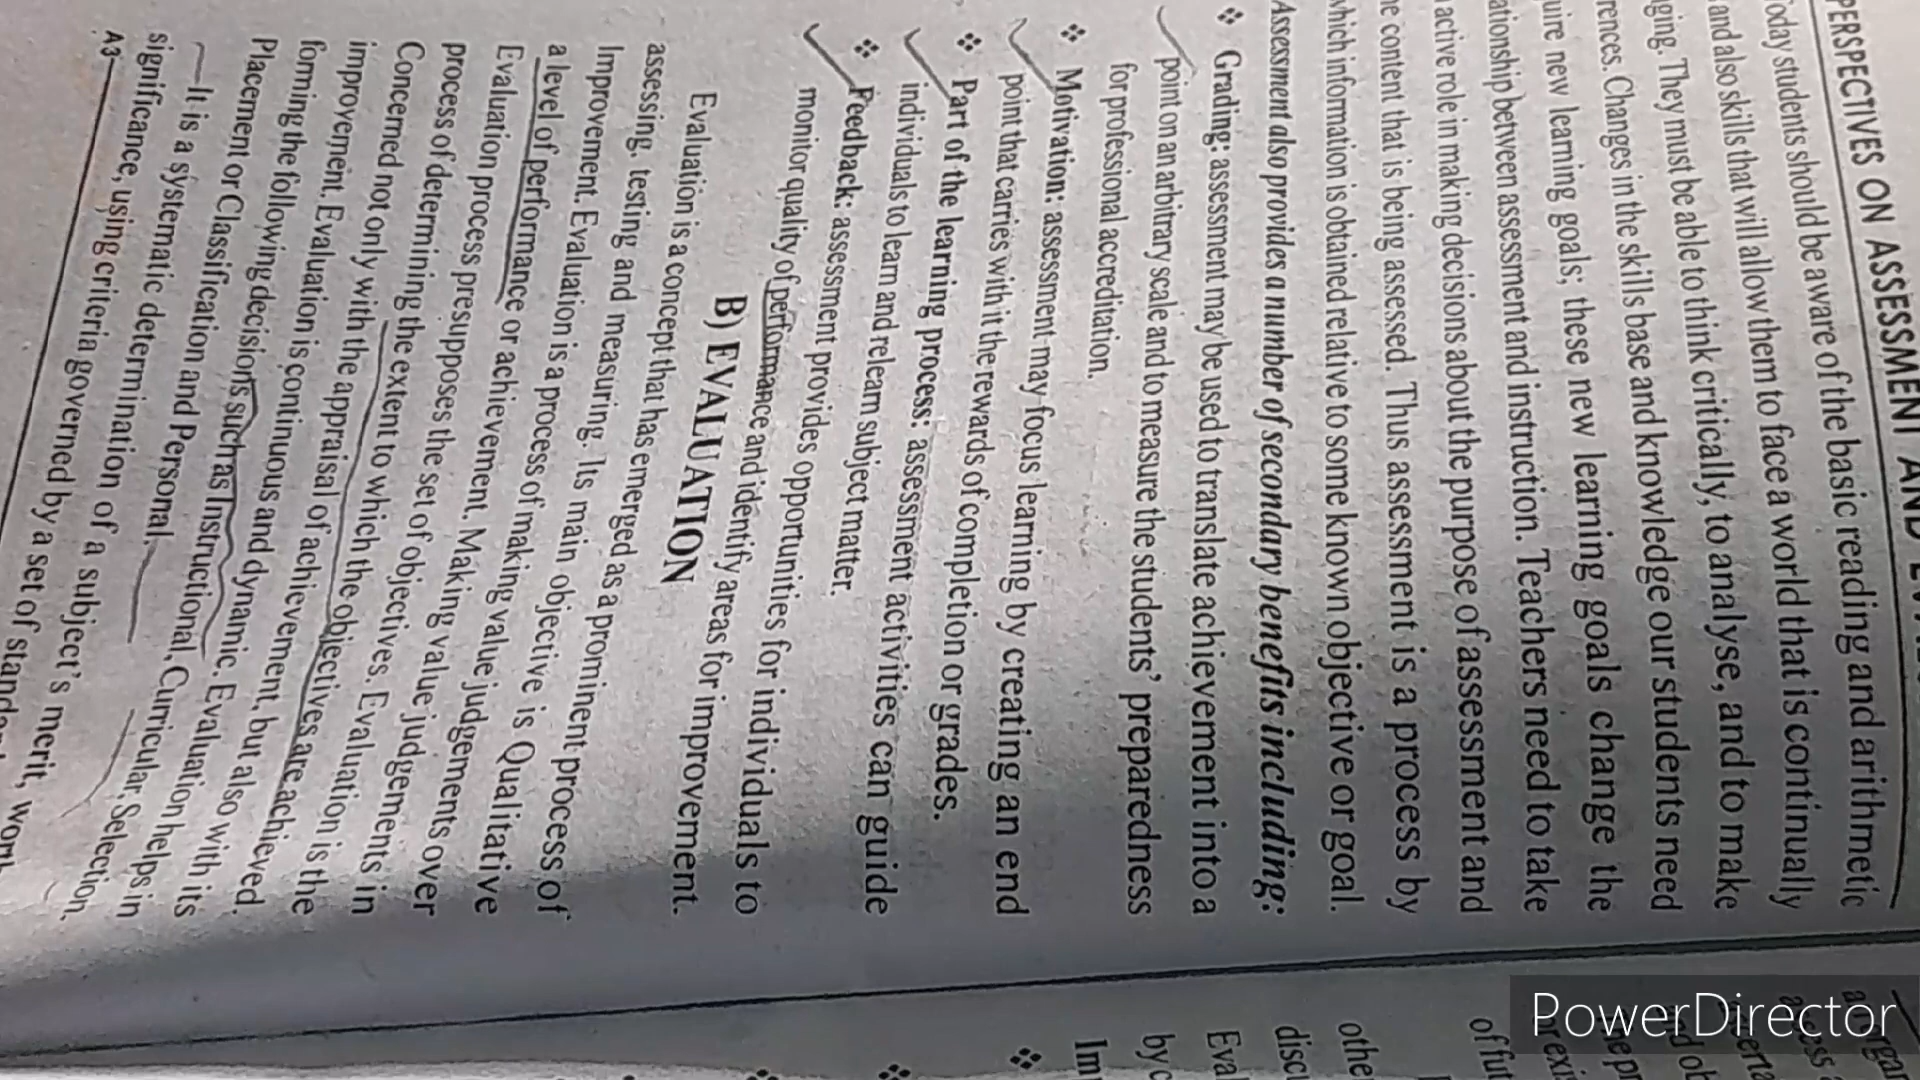 PERSPECTIVES ON ASSESSMENT AND
Today students should be aware of the basic reading and arithmetic
and also skills that will allow them to face a world that is continually
They must be able to think critically, to analyse, and to make
Changes in the skills base and knowledge our students need
new learning goals; these new learning goals change the
between assessment and instruction. Teachers need to take
active role in making decisions about the purpose of assessment and
content that is being assessed. Thus assessment is a process by
which information is obtained relative to some known objective or goal.
Assessment also provides a number of secondary benefits including:
❖ Grading: assessment may be used to translate achievement into a
point on an arbitrary scale and to measure the students' preparedness
for professional accreditation.
❖ Motivation: assessment may focus learning by creating an end
point that carries with it the rewards of completion or grades.
❖ Part of the learning process: assessment activities can guide
individuals to learn and relearn subject matter.
❖ Feedback: assessment provides opportunities for individuals to
monitor quality of performance and identify areas for improvement.
B) EVALUATION
Evaluation is a concept that has emerged as a prominent process of
assessing, testing and measuring. Its main objective is Qualitative
Improvement. Evaluation is a process of making value judgements over
a level of performance or achievement. Making value judgements in
Evaluation process presupposes the set of objectives. Evaluation is the
process of determining the extent to which the objectives are achieved.
Concerned not only with the appraisal of achievement, but also with its
improvement. Evaluation is continuous and dynamic. Evaluation helps in
forming the following decisions such as Instructional, Curricular, Selection,
Placement or Classification and Personal.
It is a systematic determination of a subject's merit,
significance, using criteria governed by a set of
A3
other
of fut
PowerDirector